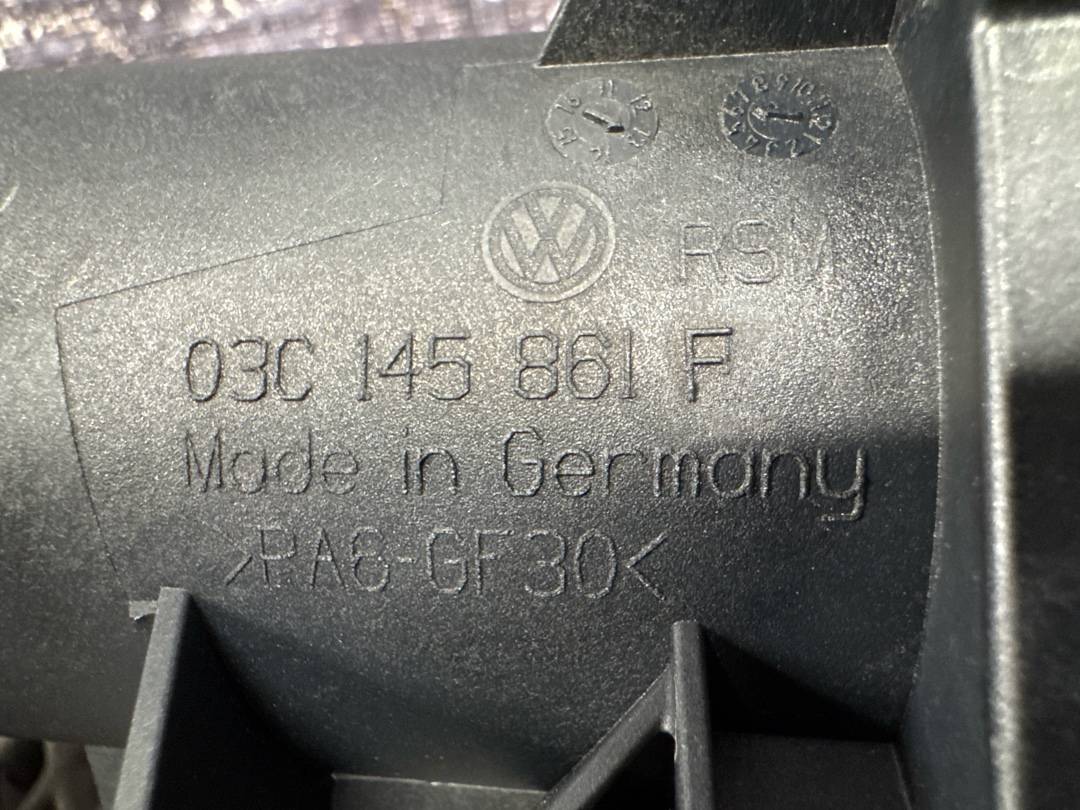 RSM
03C 145 861 F
Made in Germany
>PA6-GF30<